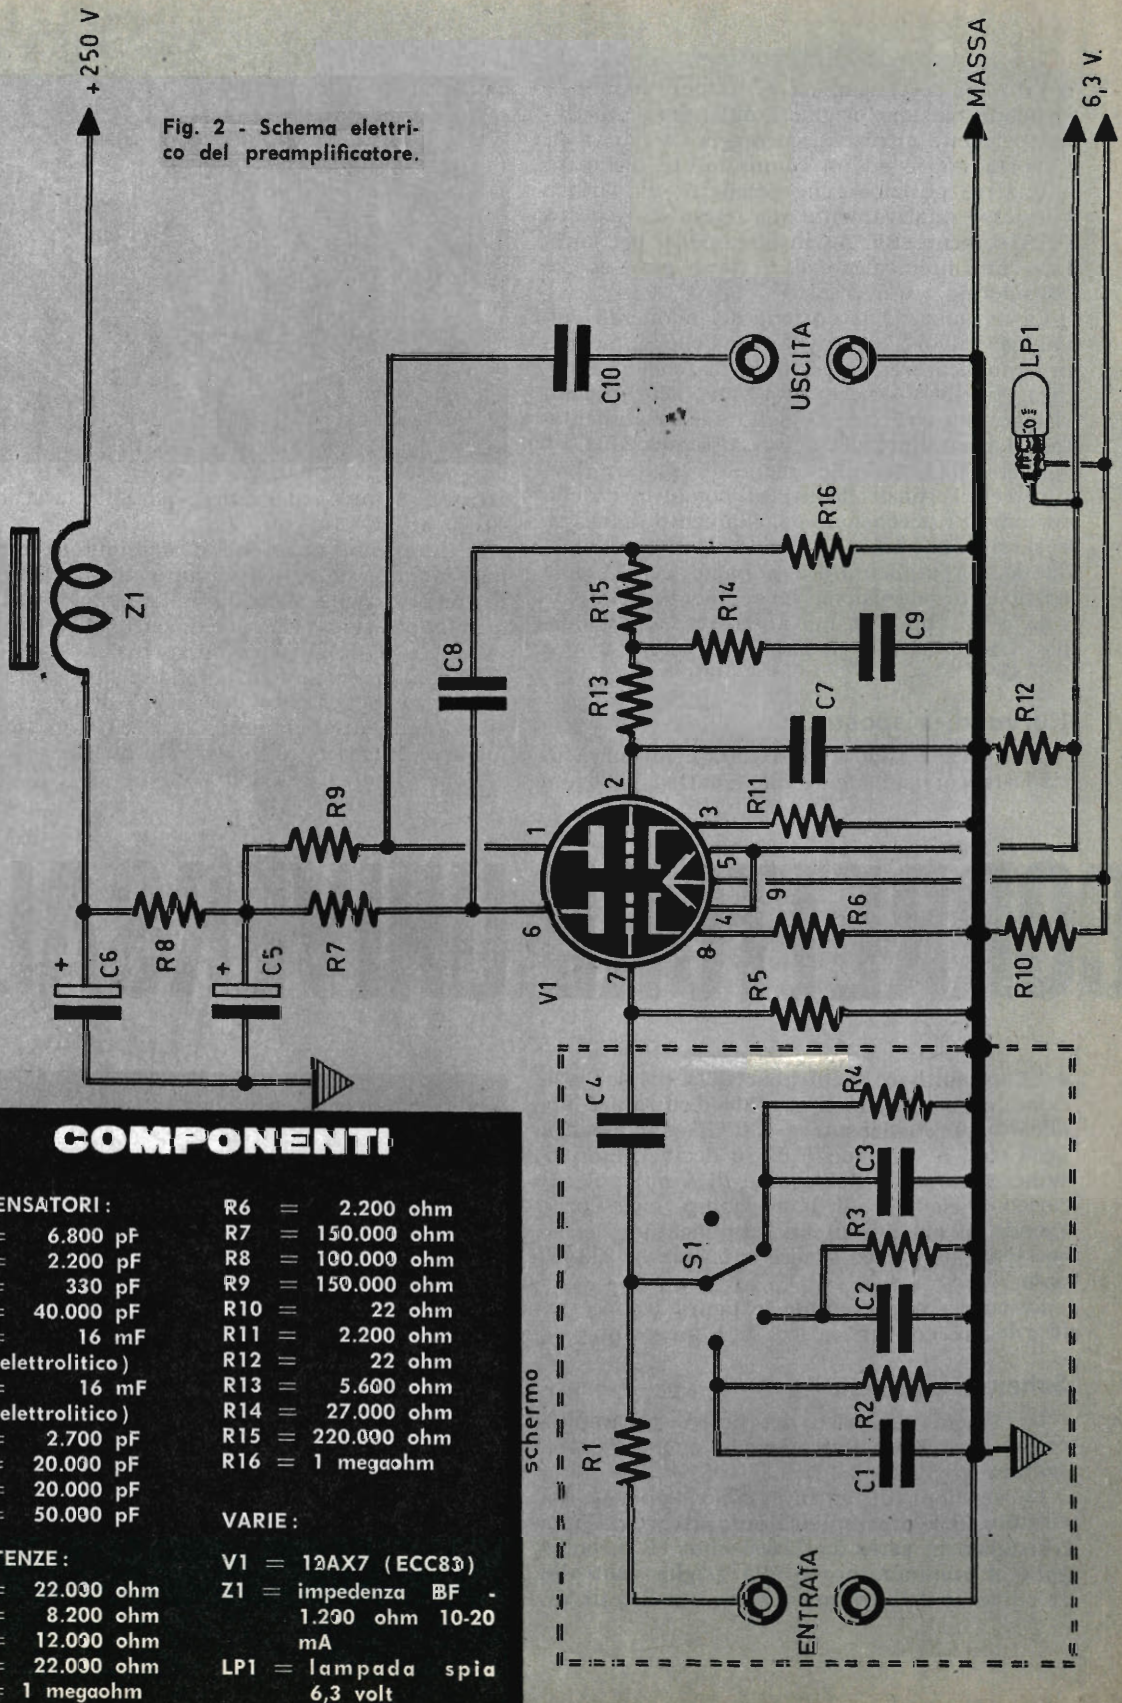 +250 V
Fig. 2 - Schema elettri-
co del preamplificatore.
MASSA
6,3 V.
Z1
C10
USCITA
LP1
R16
R15
R14
C8
R13
C9
C7
R12
R9
R11
1
2
3
+
C6
R8
+
C5
R7
6
5
4
9
8
7
V1
R6
R5
R10
C4
R4
C3
R3
S1
C2
R2
C1
R1
schermo
ENTRATA
COMPONENTI
ENSATORI:
= 6.800 pF
= 2.200 pF
= 330 pF
= 40.000 pF
= 16 mF
elettrolitico)
= 16 mF
elettrolitico)
= 2.700 pF
= 20.000 pF
= 20.000 pF
= 50.000 pF
TENZE:
= 22.000 ohm
= 8.200 ohm
= 12.000 ohm
= 22.000 ohm
= 1 megaohm
R6 = 2.200 ohm
R7 = 150.000 ohm
R8 = 100.000 ohm
R9 = 150.000 ohm
R10 = 22 ohm
R11 = 2.200 ohm
R12 = 22 ohm
R13 = 5.600 ohm
R14 = 27.000 ohm
R15 = 220.000 ohm
R16 = 1 megaohm
VARIE:
V1 = 12AX7 (ECC83)
Z1 = impedenza BF -
1.200 ohm 10-20
mA
LP1 = lampada spia
6,3 volt